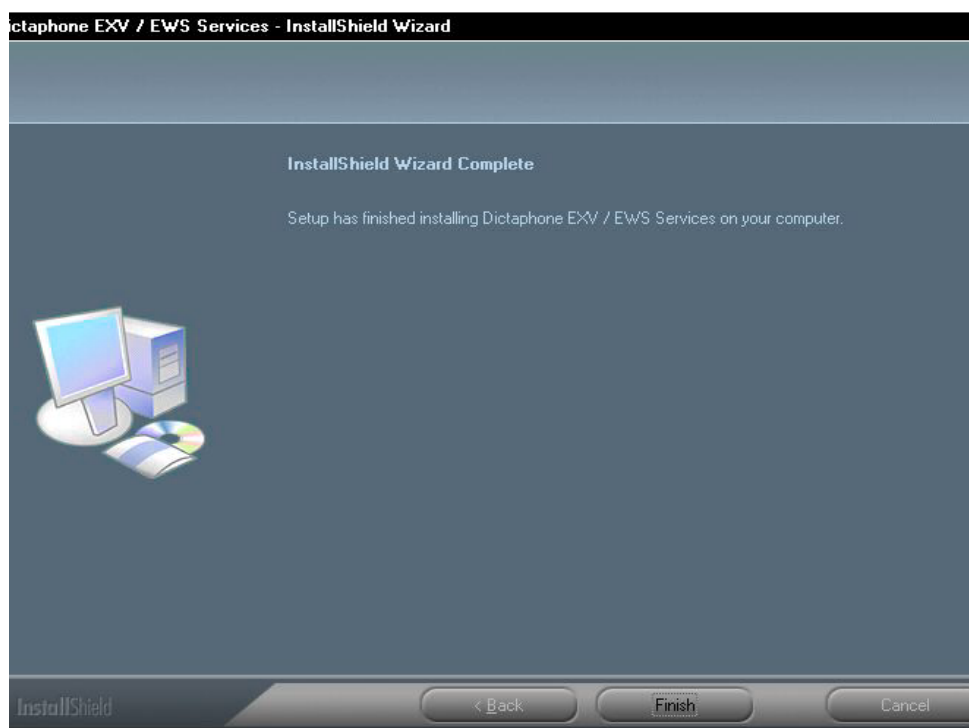 ictaphone EXV / EWS Services - InstallShield Wizard
InstallShield Wizard Complete
Setup has finished installing Dictaphone EXV / EWS Services on your computer.
InstallShield
< Back
Finish
Cancel